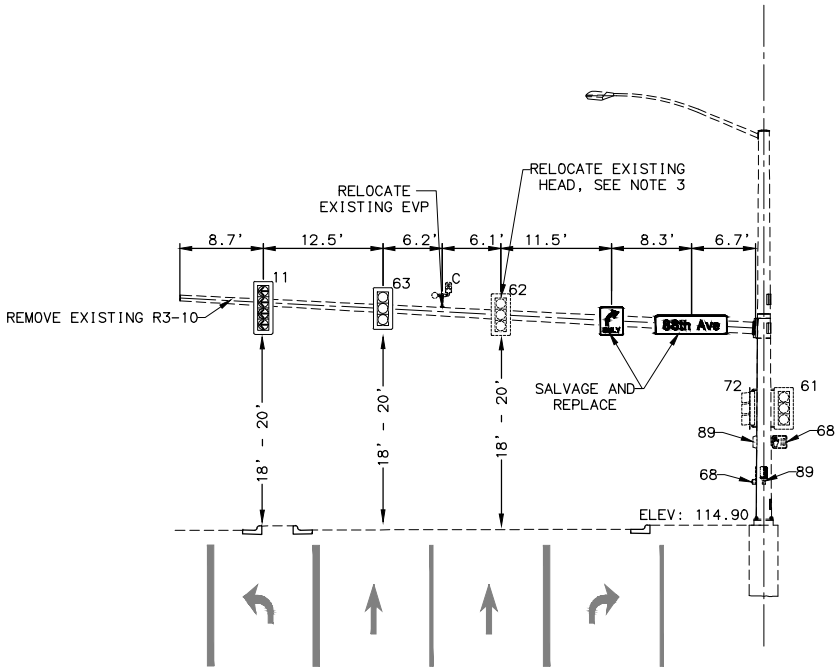 RELOCATE EXISTING
HEAD, SEE NOTE 3
RELOCATE
EXISTING EVP
8.7'
12.5'
6.2'
6.1'
11.5'
8.3'
6.7'
11
63
C
62
REMOVE EXISTING R3-10
ONLY
88th Ave
SALVAGE AND
REPLACE
72
61
89
68
68
89
18' - 20'
18' - 20'
18' - 20'
ELEV: 114.90